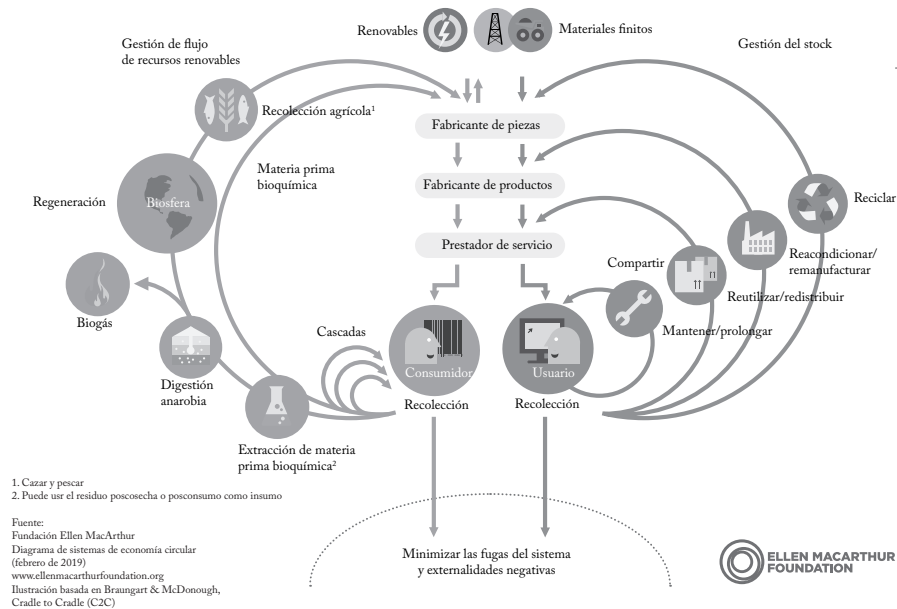 Renovables
Materiales finitos
Gestión de flujo
de recursos renovables
Gestión del stock
Recolección agrícola¹
Fabricante de piezas
Materia prima
bioquímica
Fabricante de productos
Regeneración
Biosfera
Reciclar
Prestador de servicio
Reacondicionar/
remanufacturar
Compartir
Reutilizar/redistribuir
Biogás
Mantener/prolongar
Cascadas
Consumidor
Usuario
Digestión
anarobia
Recolección
Recolección
Extracción de materia
prima bioquímica²
1. Cazar y pescar
2. Puede usr el residuo poscosecha o posconsumo como insumo
Fuente:
Fundación Ellen MacArthur
Diagrama de sistemas de economía circular
(febrero de 2019)
www.ellenmacarthurfoundation.org
Ilustración basada en Braungart & McDonough,
Cradle to Cradle (C2C)
Minimizar las fugas del sistema
y externalidades negativas
ELLEN MACARTHUR
FOUNDATION